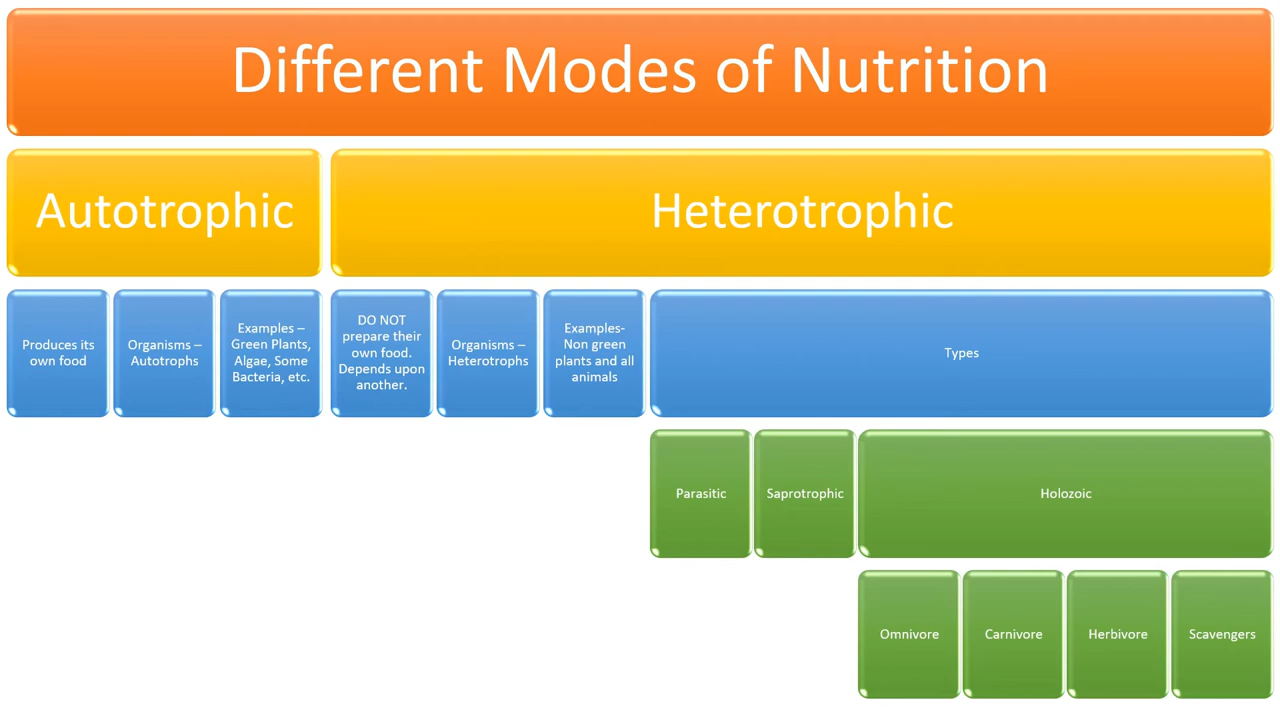 Different Modes of Nutrition
Autotrophic
Heterotrophic
Produces its
own food
Organisms –
Autotrophs
Examples –
Green Plants,
Algae, Some
Bacteria, etc.
DO NOT
prepare their
own food.
Depends upon
another.
Organisms –
Heterotrophs
Examples-
Non green
plants and all
animals
Types
Parasitic
Saprotrophic
Holozoic
Omnivore
Carnivore
Herbivore
Scavengers